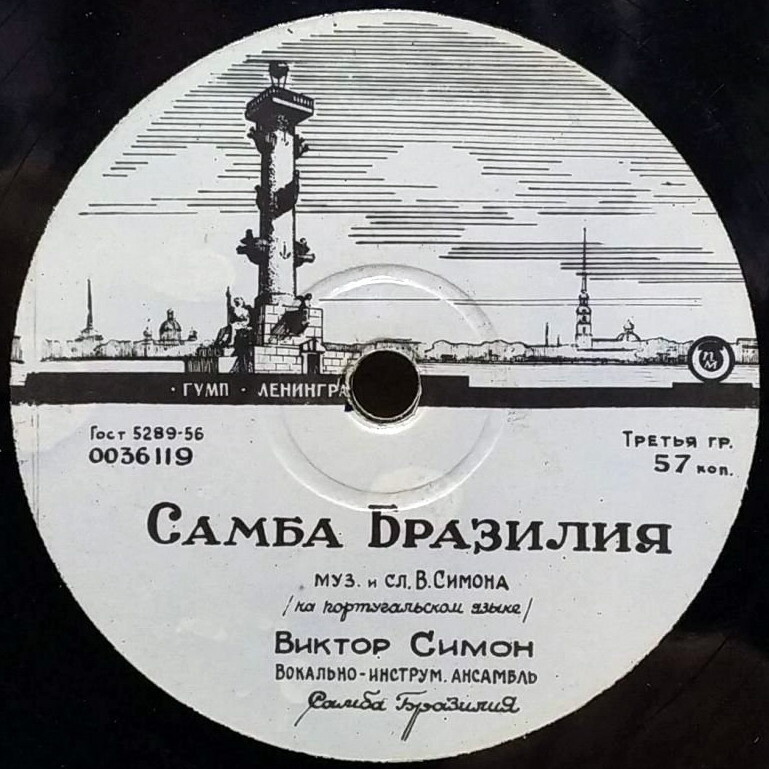 ЛМ
· ГУМП · ЛЕНИНГРА
Гост 5289-56
0036119
Третья гр.
57 коп.
Самба Бразилия
муз. и сл. В. Симона
/на португальском языке/
Виктор Симон
Вокально-инструм. ансамбль
Самба Бразилия